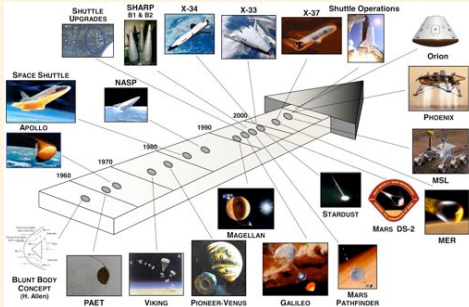 SHUTTLE
UPGRADES
SHARP
B1 & B2
X-34
X-33
X-37
Shuttle Operations
Orion
SPACE SHUTTLE
NASP
PHOENIX
APOLLO
2000
1990
1980
1970
1960
MSL
STARDUST
MARS DS-2
MER
MAGELLAN
BLUNT BODY
CONCEPT
(H. Allen)
PAET
VIKING
PIONEER-VENUS
GALILEO
MARS
PATHFINDER